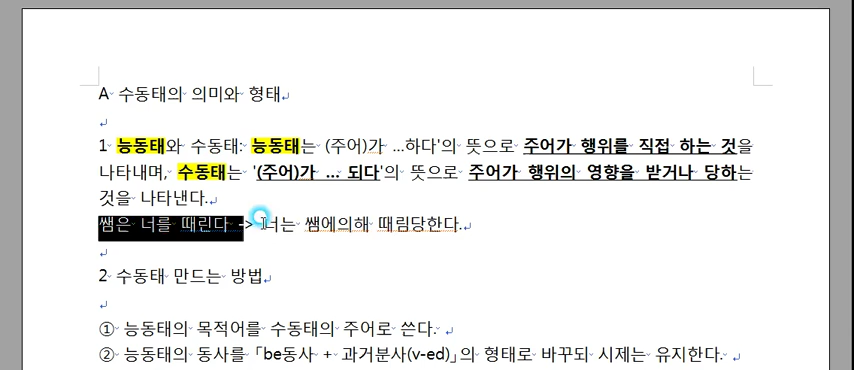 A 수동태의 의미와 형태
1 능동태와 수동태: 능동태는 (주어)가 ...하다'의 뜻으로 주어가 행위를 직접 하는 것을
나타내며, 수동태는 '(주어)가 ... 되다'의 뜻으로 주어가 행위의 영향을 받거나 당하는
것을 나타낸다.
쌤은 너를 때린다 -> 너는 쌤에의해 때림당한다.
2 수동태 만드는 방법
① 능동태의 목적어를 수동태의 주어로 쓴다.
② 능동태의 동사를 「be동사 + 과거분사(v-ed)」의 형태로 바꾸되 시제는 유지한다.